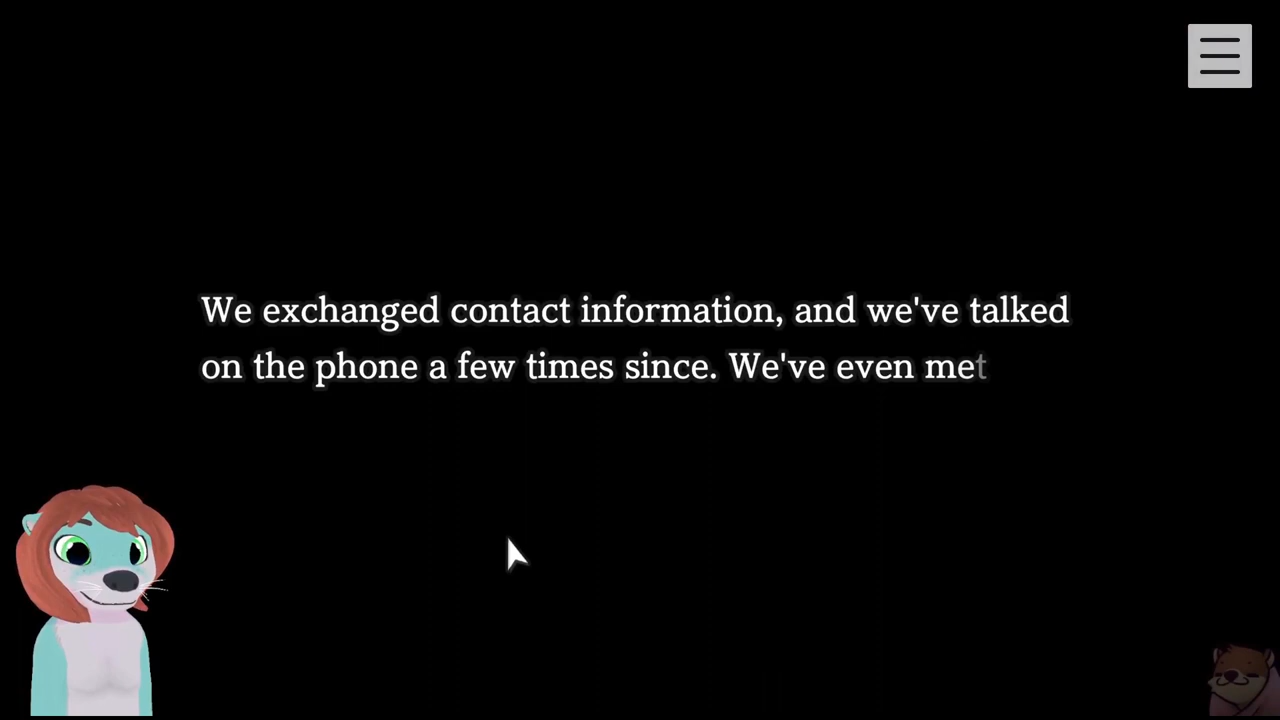 We exchanged contact information, and we've talked
on the phone a few times since. We've even met